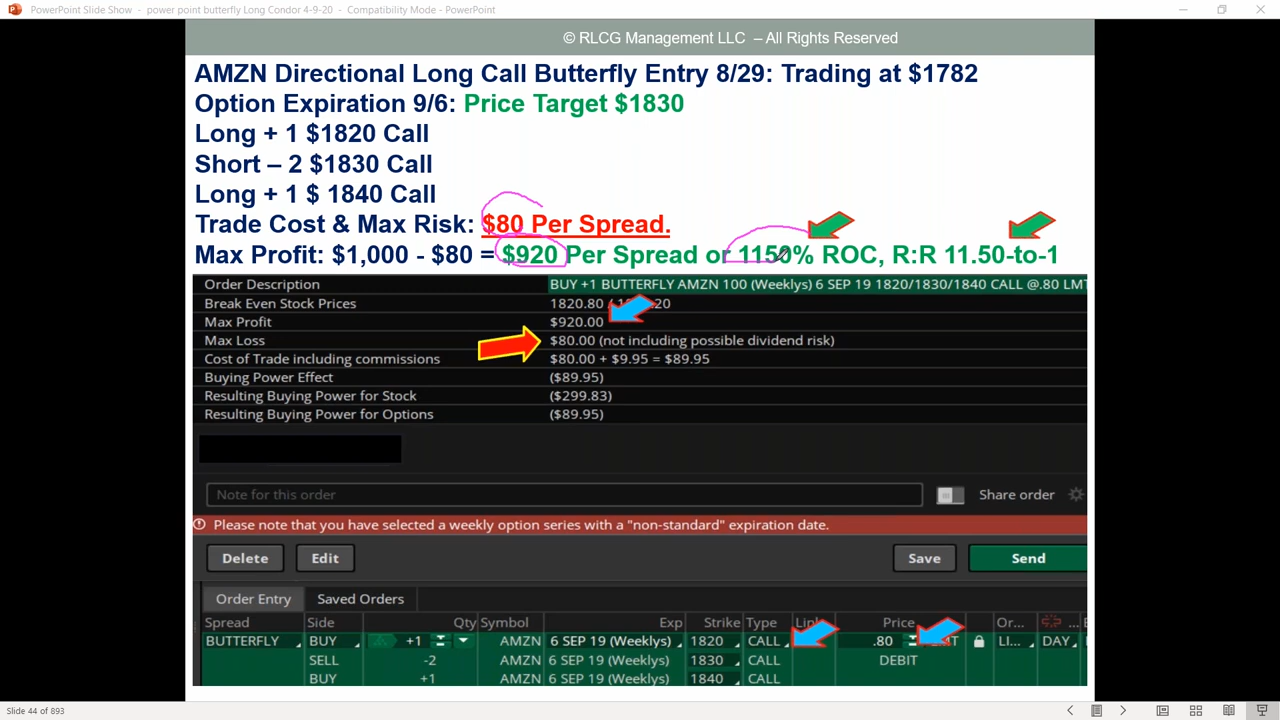 PowerPoint Slide Show - power point butterfly Long Condor 4-9-20 - Compatibility Mode - PowerPoint
© RLCG Management LLC – All Rights Reserved
AMZN Directional Long Call Butterfly Entry 8/29: Trading at $1782
Option Expiration 9/6: Price Target $1830
Long + 1 $1820 Call
Short – 2 $1830 Call
Long + 1 $ 1840 Call
Trade Cost & Max Risk: $80 Per Spread.
Max Profit: $1,000 - $80 = $920 Per Spread or 1150% ROC, R:R 11.50-to-1
Order Description BUY +1 BUTTERFLY AMZN 100 (Weeklys) 6 SEP 19 1820/1830/1840 CALL @.80 LMT
Break Even Stock Prices 1820.80 / 20
Max Profit $920.00
Max Loss $80.00 (not including possible dividend risk)
Cost of Trade including commissions $80.00 + $9.95 = $89.95
Buying Power Effect ($89.95)
Resulting Buying Power for Stock ($299.83)
Resulting Buying Power for Options ($89.95)
Note for this order Share order
Please note that you have selected a weekly option series with a "non-standard" expiration date.
Delete Edit Save Send
Order Entry Saved Orders
Spread Side Qty Symbol Exp Strike Type Link Price Or...
BUTTERFLY BUY +1 AMZN 6 SEP 19 (Weeklys) 1820 CALL .80 LI... DAY
SELL -2 AMZN 6 SEP 19 (Weeklys) 1830 CALL DEBIT
BUY +1 AMZN 6 SEP 19 (Weeklys) 1840 CALL
Slide 44 of 893